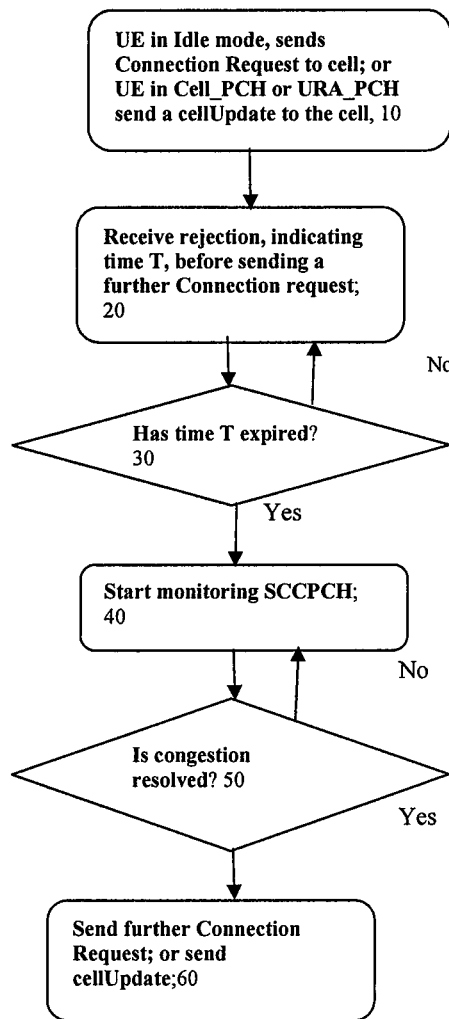 UE in Idle mode, sends
Connection Request to cell; or
UE in Cell_PCH or URA_PCH
send a cellUpdate to the cell, 10
Receive rejection, indicating
time T, before sending a
further Connection request;
20
No
Has time T expired?
30
Yes
Start monitoring SCCPCH;
40
No
Is congestion
resolved? 50
Yes
Send further Connection
Request; or send
cellUpdate;60